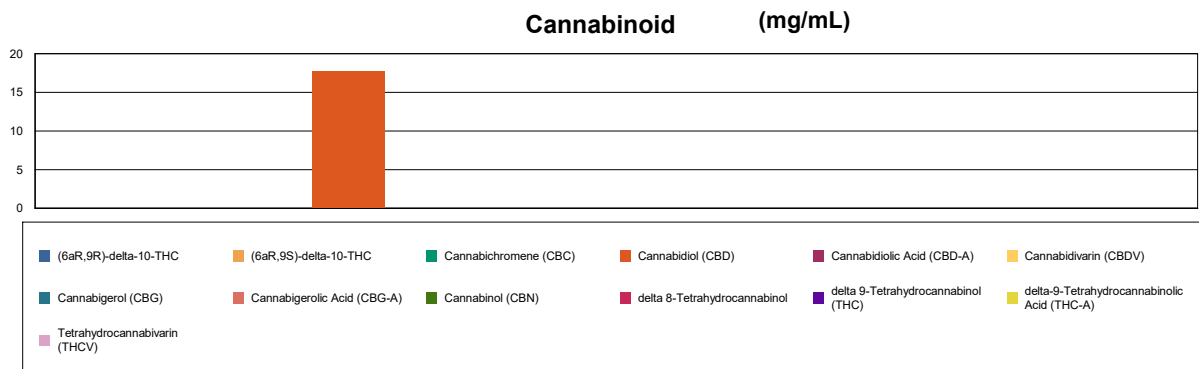 Cannabinoid (mg/mL)
20
15
10
5
0
(6aR,9R)-delta-10-THC
(6aR,9S)-delta-10-THC
Cannabichromene (CBC)
Cannabidiol (CBD)
Cannabidiolic Acid (CBD-A)
Cannabidivarin (CBDV)
Cannabigerol (CBG)
Cannabigerolic Acid (CBG-A)
Cannabinol (CBN)
delta 8-Tetrahydrocannabinol
delta 9-Tetrahydrocannabinol
(THC)
delta-9-Tetrahydrocannabinolic
Acid (THC-A)
Tetrahydrocannabivarin
(THCV)